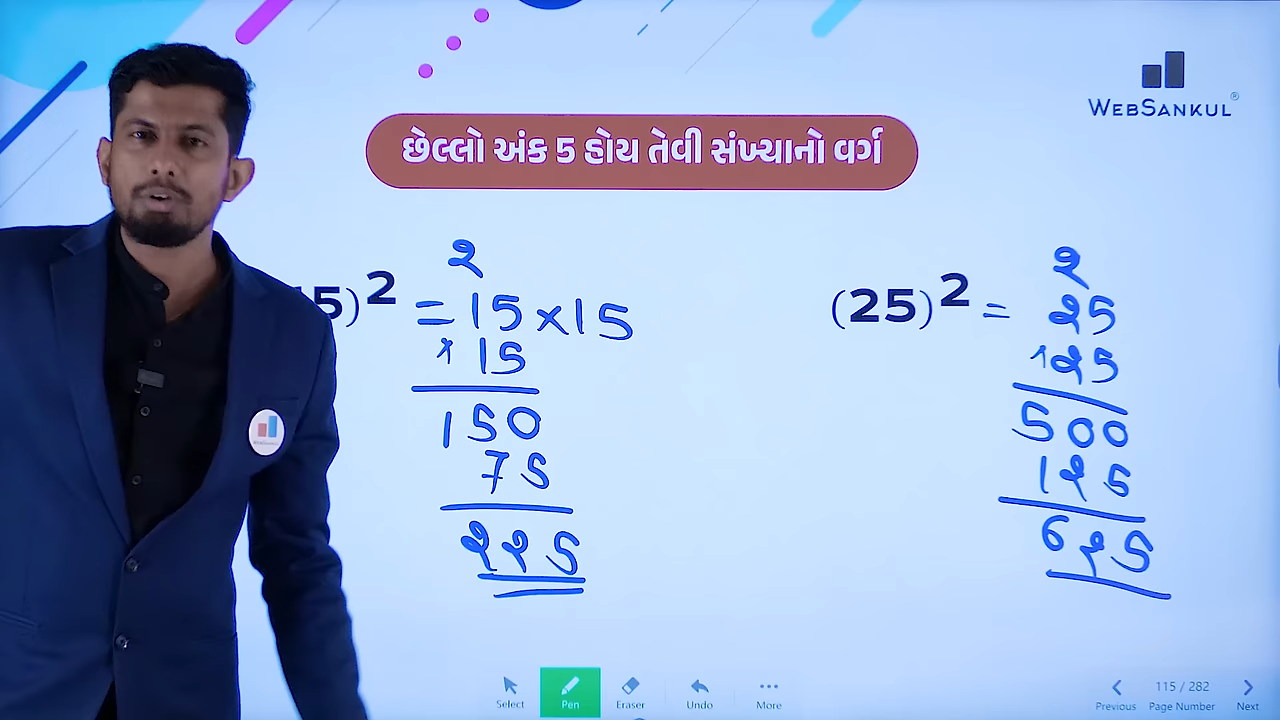 WEBSANKUL®
છેલ્લો અંક 5 હોય તેવી સંખ્યાનો વર્ગ
૨
5)² = 15 × 15
× 15
150
75
૨૨5
૨
(25)² = ૨5
× ૨5
500
1૨5
6૨5
Select Pen Eraser Undo More
115 / 282
Previous Page Number Next